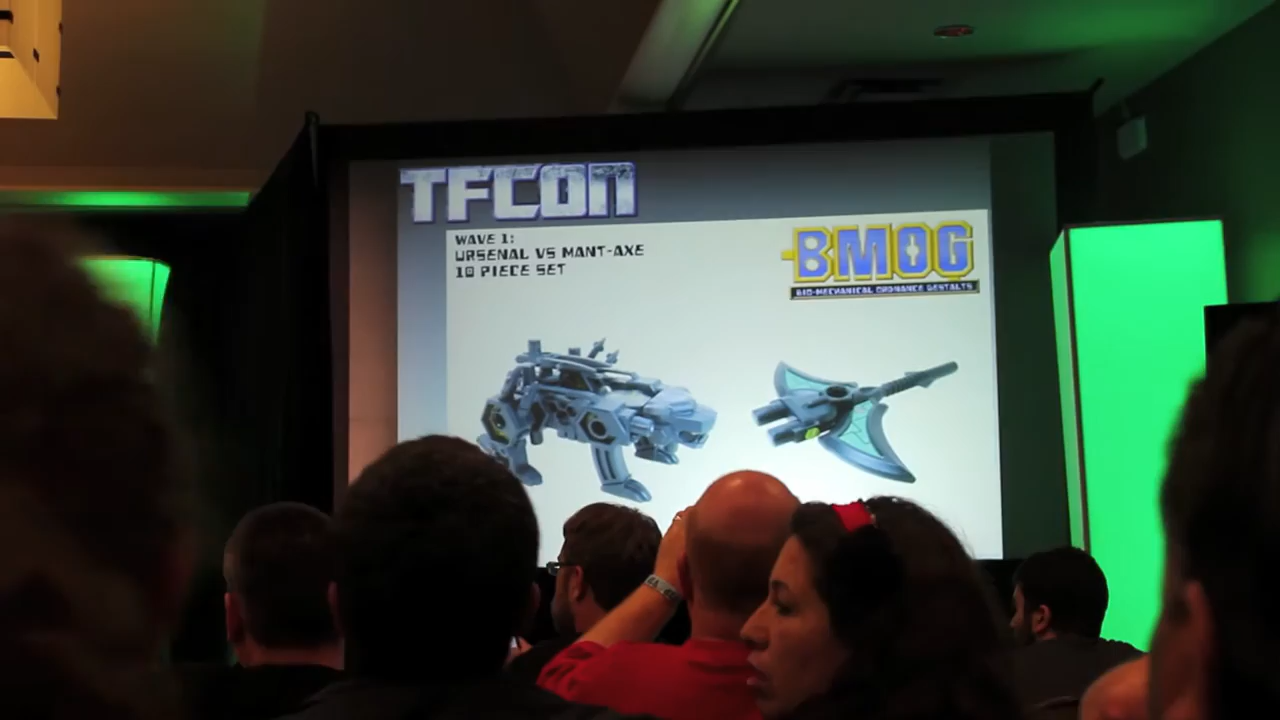 TFCON
WAVE 1:
URSENAL VS MANT-AXE
10 PIECE SET
BMOG
BIO-MECHANICAL ORDNANCE GESTALTS